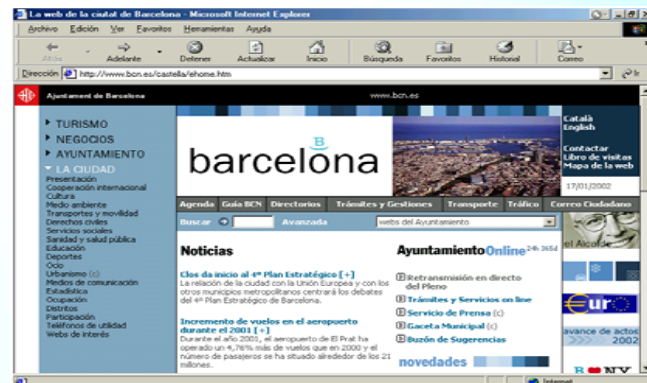 La web de la ciutat de Barcelona - Microsoft Internet Explorer
Archivo Edición Ver Favoritos Herramientas Ayuda
Atrás Adelante Detener Actualizar Inicio Búsqueda Favoritos Historial Correo
Dirección http://www.bcn.es/castella/ehome.htm Ir
Ajuntament de Barcelona www.bcn.es
TURISMO
NEGOCIOS
AYUNTAMIENTO
LA CIUDAD
Presentación
Cooperación internacional
Cultura
Medio ambiente
Transportes y movilidad
Derechos civiles
Servicios sociales
Sanidad y salud pública
Educación
Deportes
Ocio
Urbanismo (c)
Medios de comunicación
Estadística
Ocupación
Distritos
Participación
Teléfonos de utilidad
Webs de interés
B
barcelona
Català
English
Contactar
Libro de visitas
Mapa de la web
17/01/2002
Agenda Guía BCN Directorios Trámites y Gestiones Transporte Tráfico Correo Ciudadano
Buscar Avanzada webs del Ayuntamiento
Noticias
Clos da inicio al 4º Plan Estratégico [+]
La relación de la ciudad con la Unión Europea y con los
otros municipios metropolitanos centrará los debates
del 4º Plan Estratégico de Barcelona.
Incremento de vuelos en el aeropuerto
durante el 2001 [+]
Durante el año 2001, el aeropuerto de El Prat ha
operado un 4,76% más de vuelos que en 2000 y el
número de pasajeros se ha situado alrededor de los 21
millones.
AyuntamientoOnline 24h 365d
Retransmisión en directo
del Pleno
Trámites y Servicios on line
Servicio de Prensa (c)
Gaceta Municipal (c)
Buzón de Sugerencias
novedades
el Alcalde
eur
avance de actos
2002
B NY
Internet